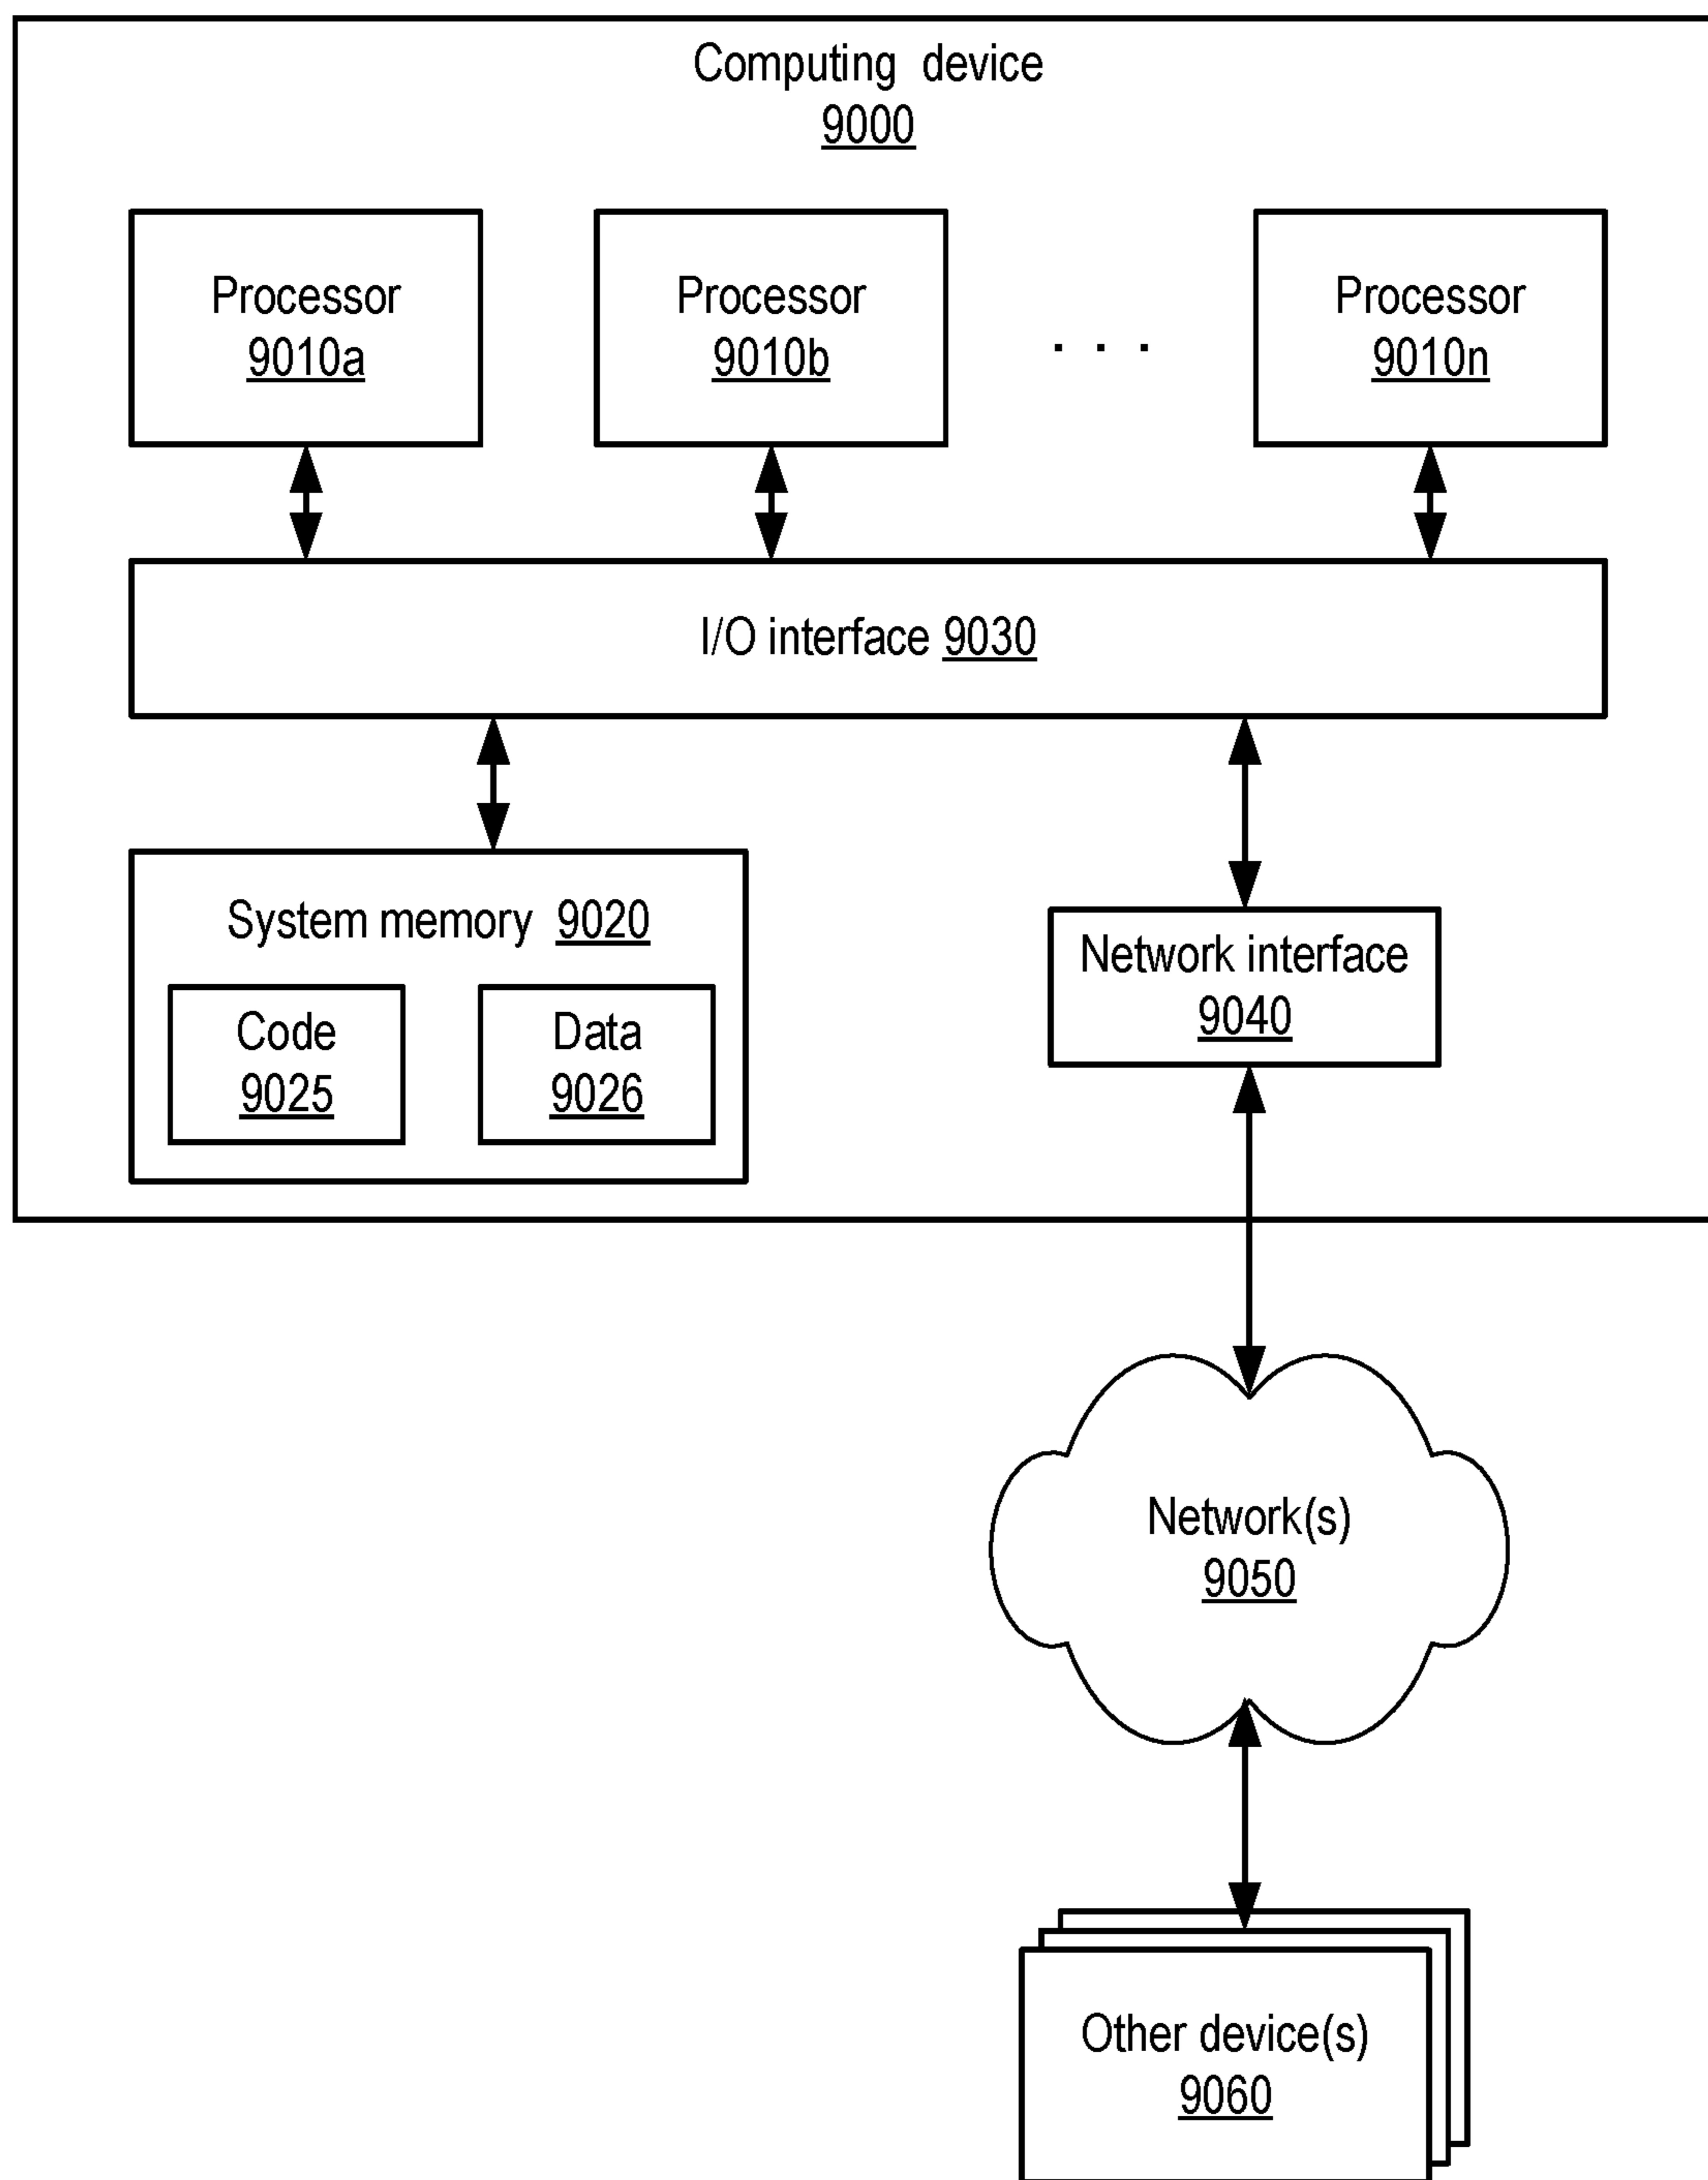 Computing device
9000
Processor
9010a
Processor
9010b
. . .
Processor
9010n
I/O interface 9030
System memory 9020
Code
9025
Data
9026
Network interface
9040
Network(s)
9050
Other device(s)
9060